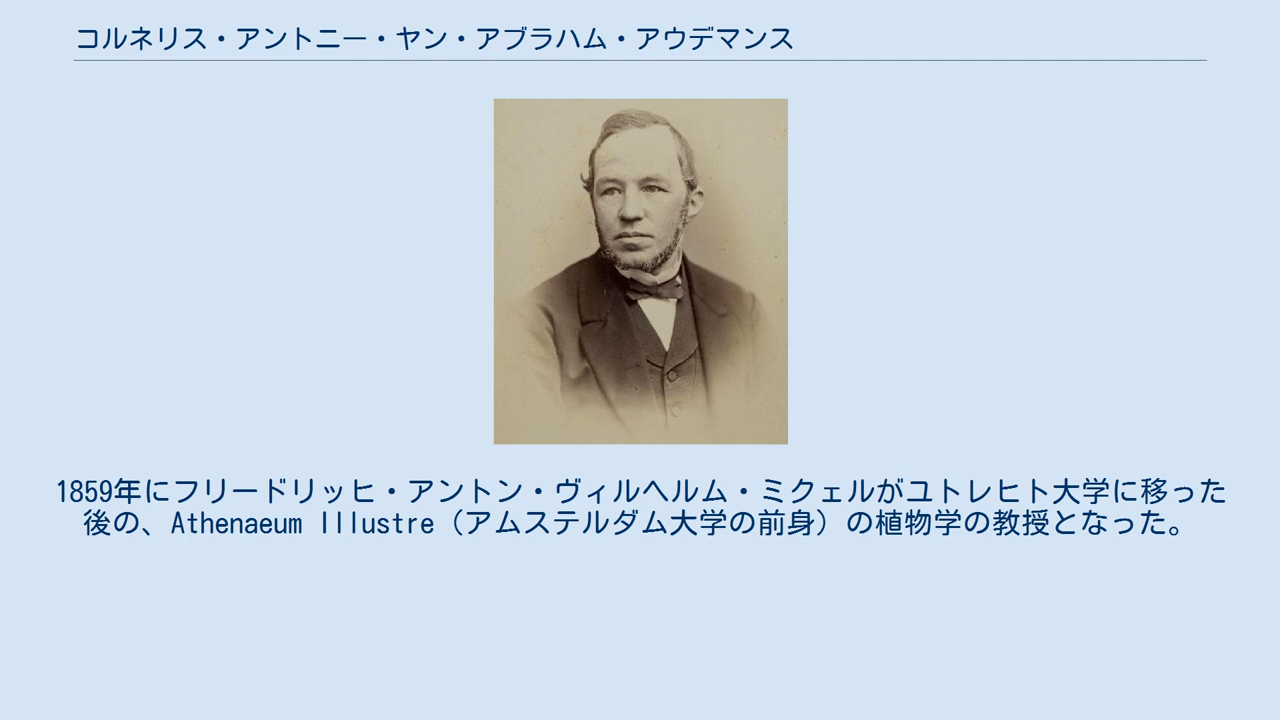 コルネリス・アントニー・ヤン・アブラハム・アウデマンス
1859年にフリードリッヒ・アントン・ヴィルヘルム・ミクェルがユトレヒト大学に移った
後の、Athenaeum Illustre（アムステルダム大学の前身）の植物学の教授となった。